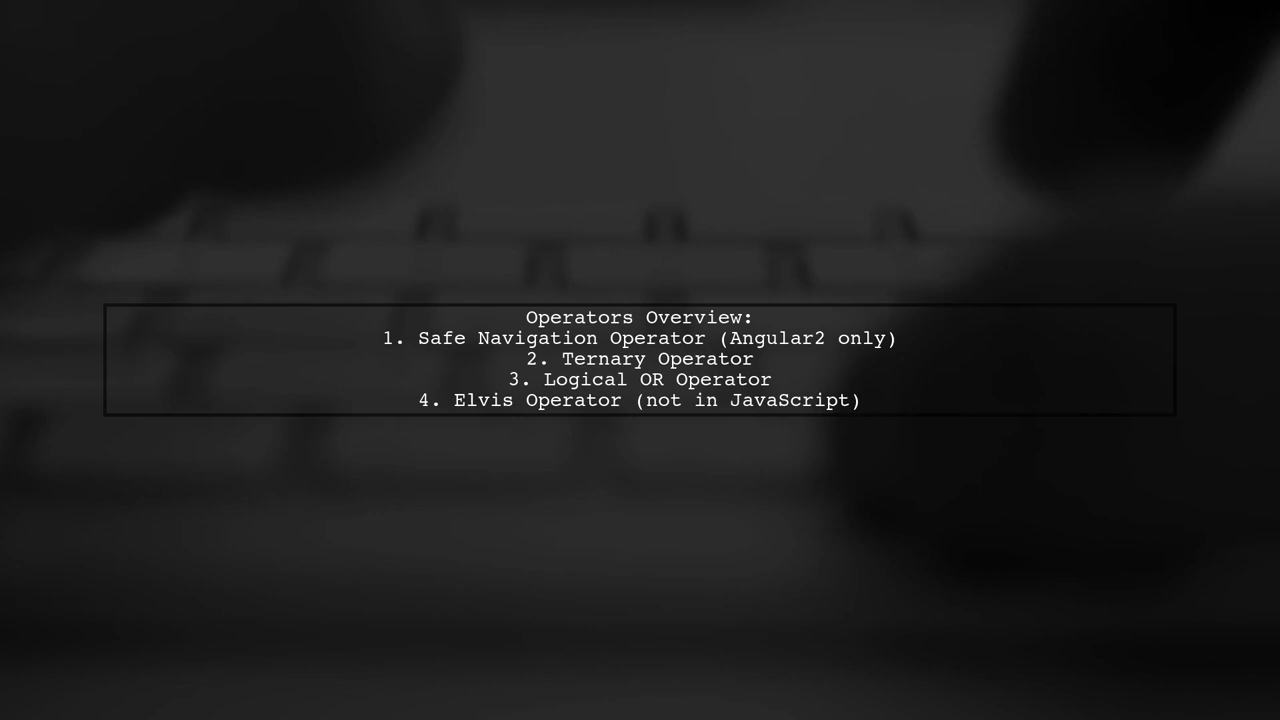 Operators Overview:
1. Safe Navigation Operator (Angular2 only)
2. Ternary Operator
3. Logical OR Operator
4. Elvis Operator (not in JavaScript)